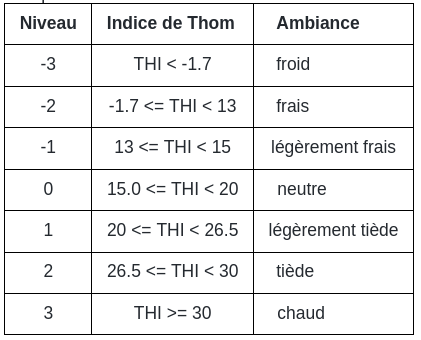 Niveau Indice de Thom Ambiance
-3 THI < -1.7 froid
-2 -1.7 <= THI < 13 frais
-1 13 <= THI < 15 légèrement frais
0 15.0 <= THI < 20 neutre
1 20 <= THI < 26.5 légèrement tiède
2 26.5 <= THI < 30 tiède
3 THI >= 30 chaud